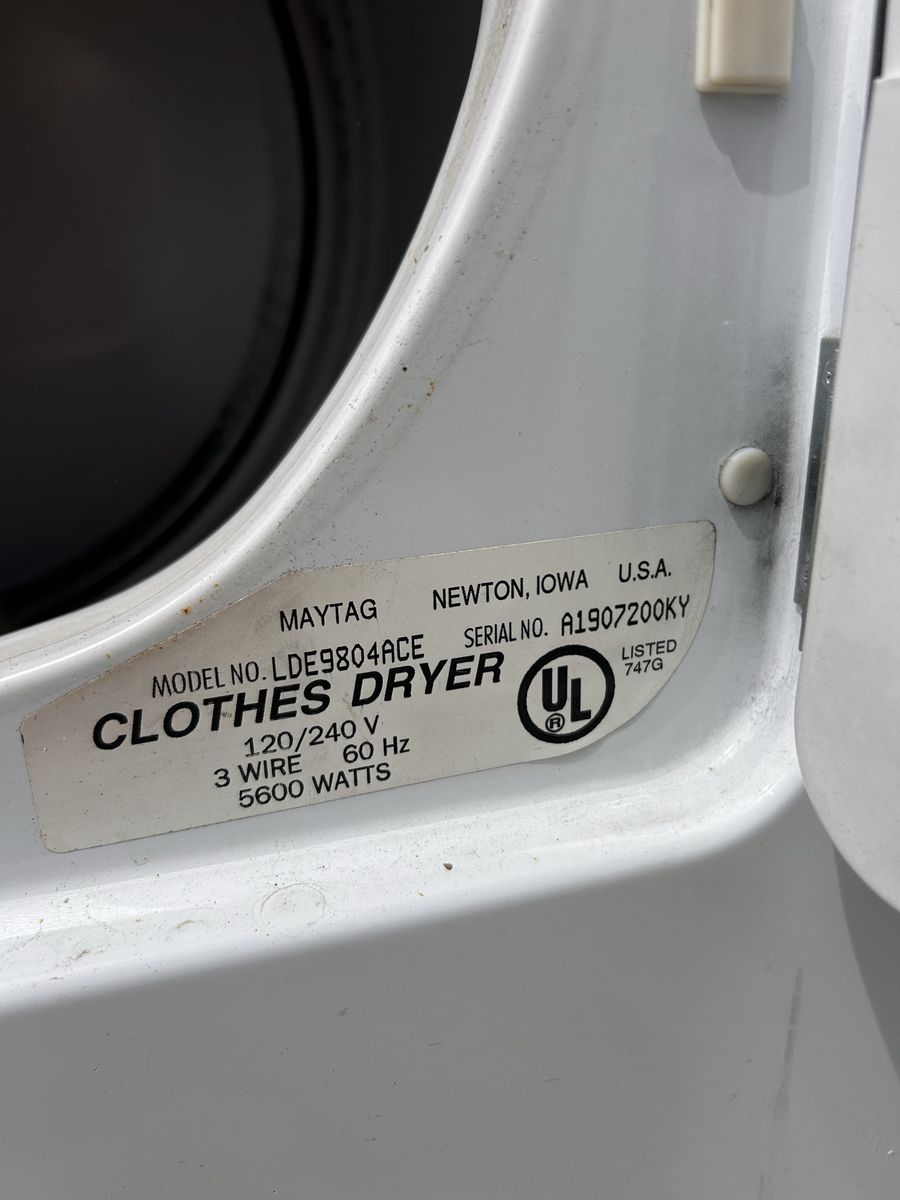 MAYTAG NEWTON, IOWA U.S.A.
MODEL NO. LDE9804ACE SERIAL NO. A1907200KY
CLOTHES DRYER
UL
®
LISTED
747G
120/240 V
3 WIRE 60 Hz
5600 WATTS